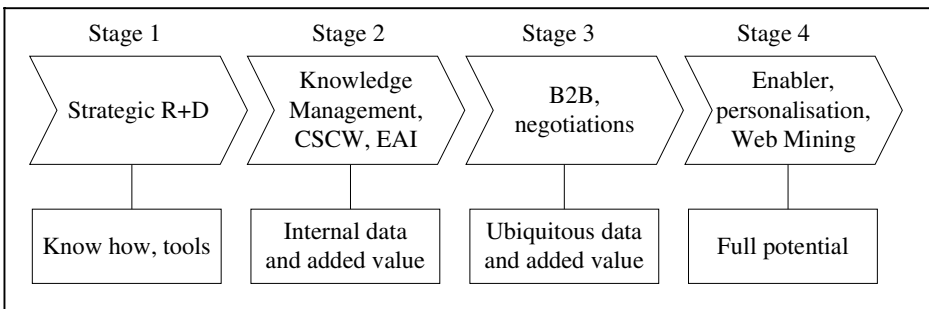 Stage 1
Stage 2
Stage 3
Stage 4
Strategic R+D
Knowledge
Management,
CSCW, EAI
B2B,
negotiations
Enabler,
personalisation,
Web Mining
Know how, tools
Internal data
and added value
Ubiquitous data
and added value
Full potential